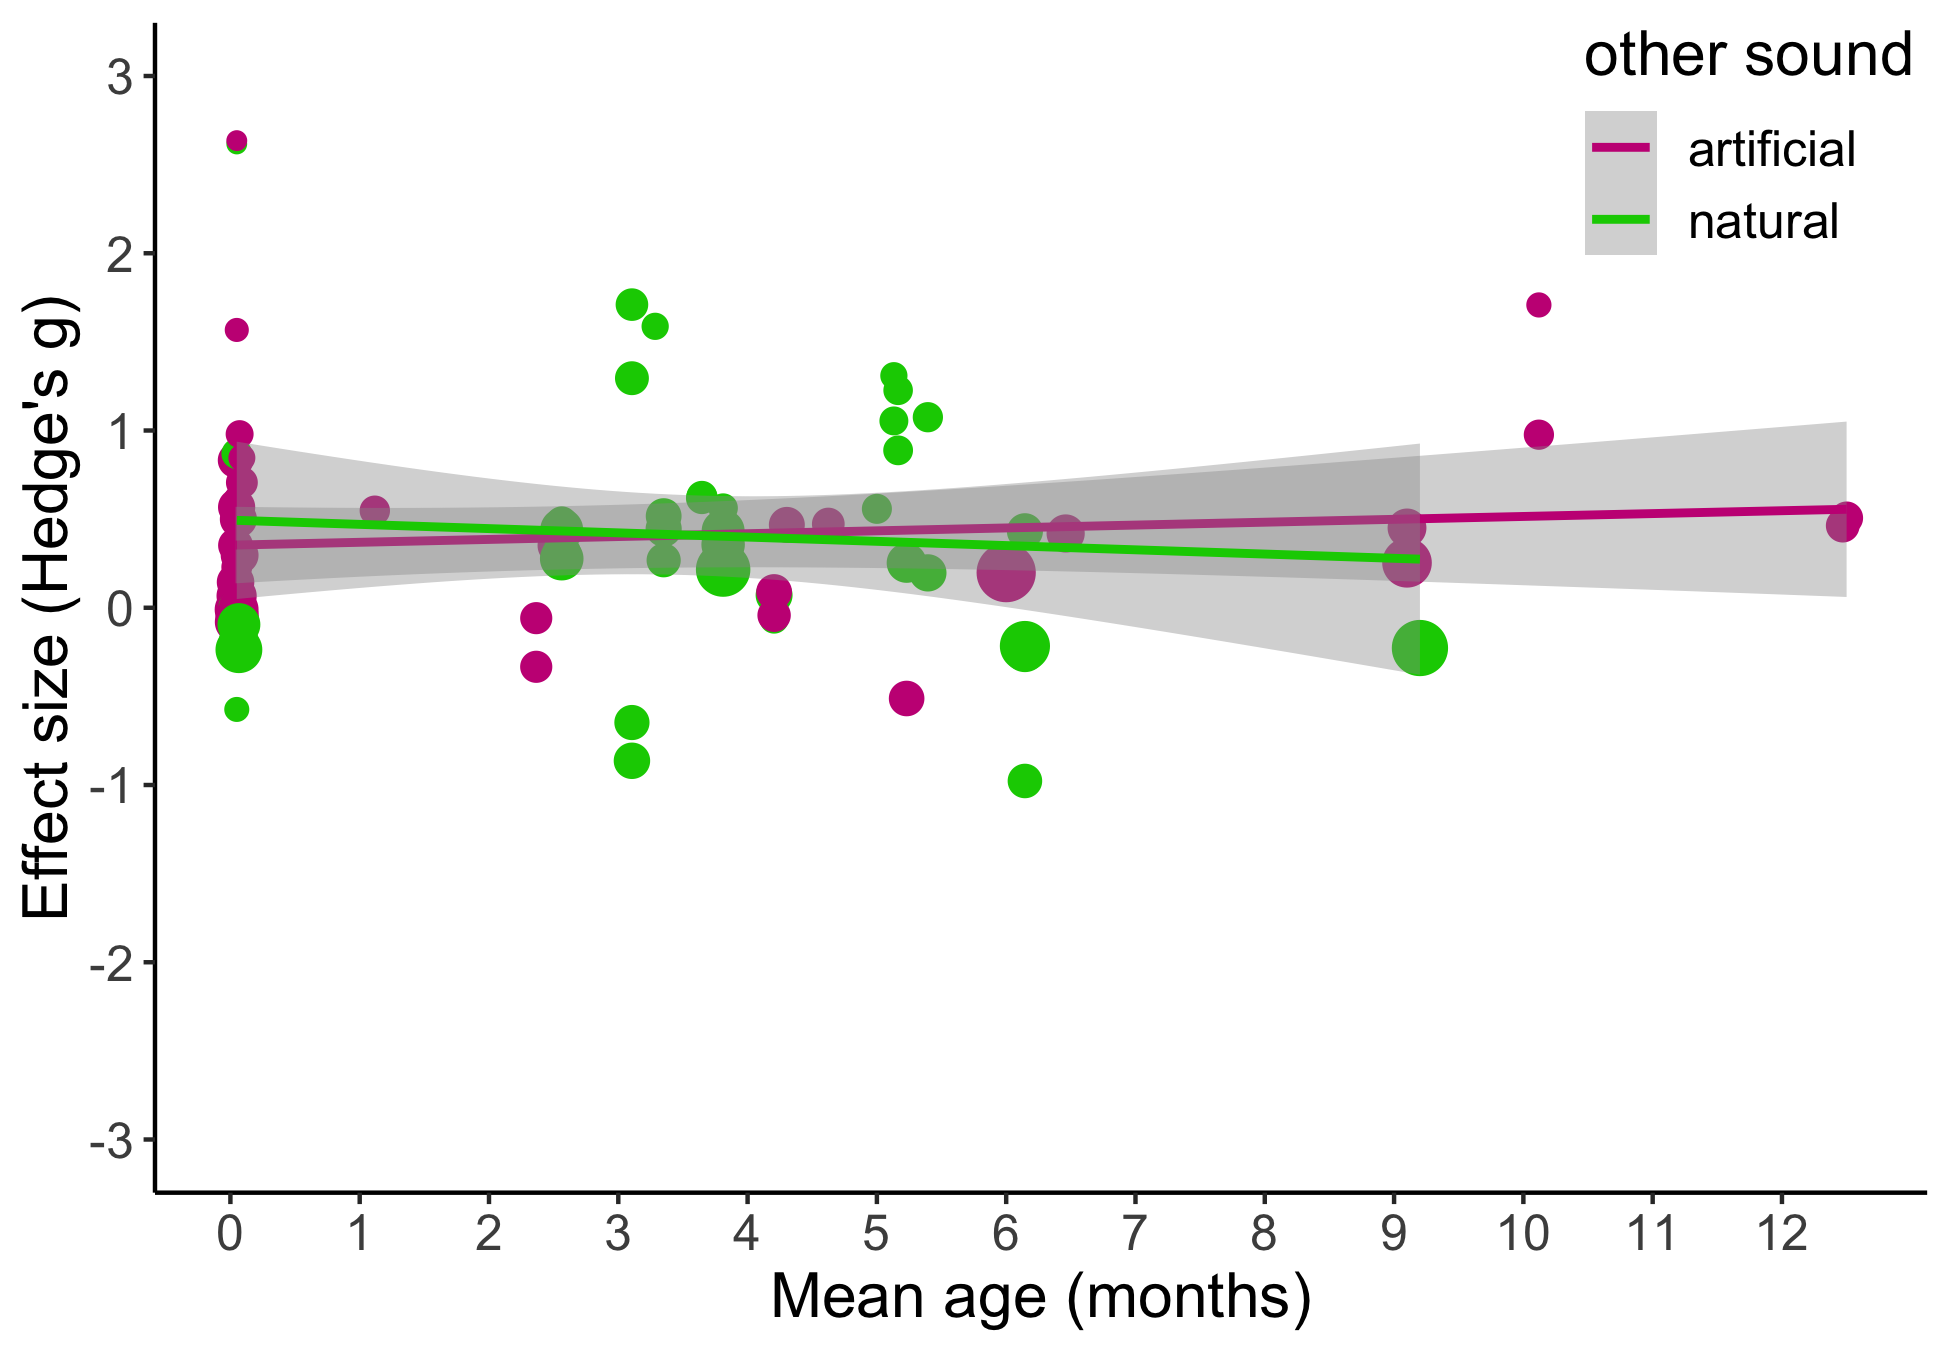 other sound
artificial
natural
Effect size (Hedge's g)
3
2
1
0
-1
-2
-3
0 1 2 3 4 5 6 7 8 9 10 11 12
Mean age (months)